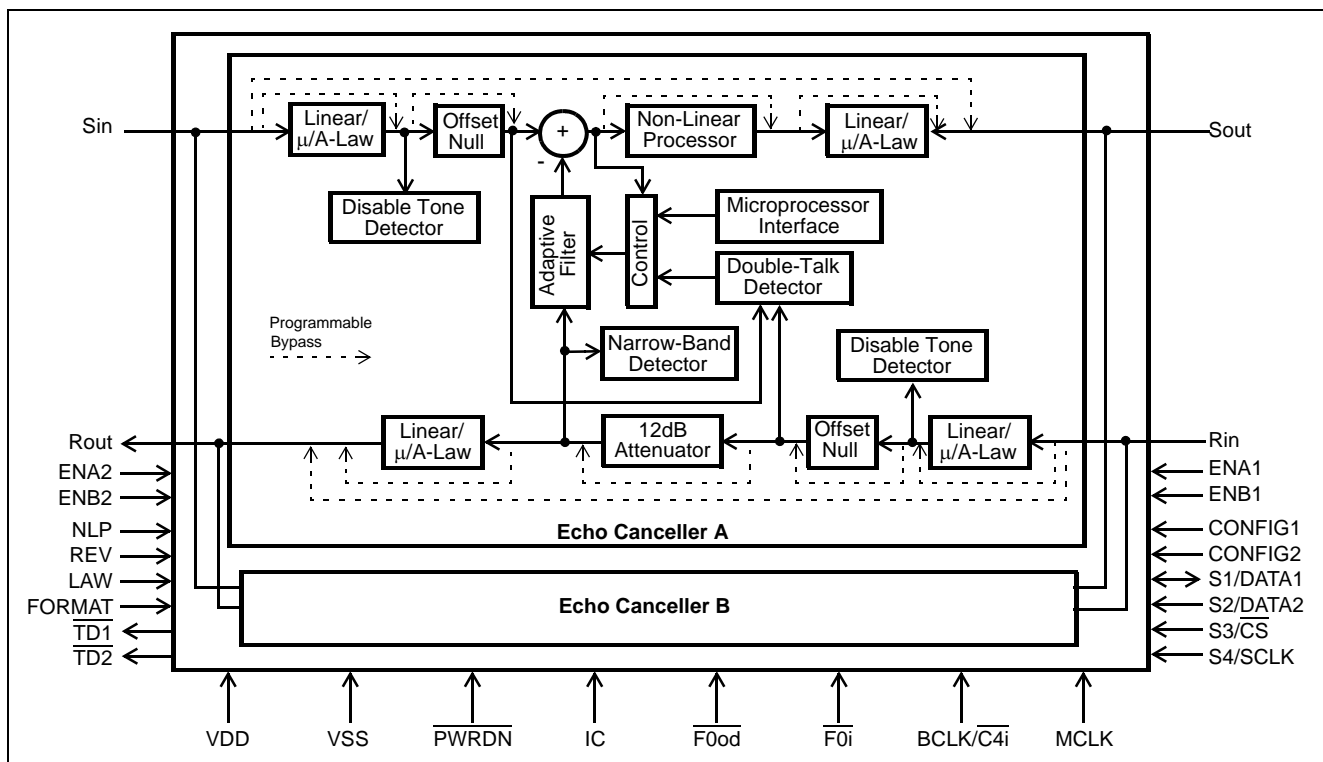 Sin
Linear/
μ/A-Law
Offset
Null
+
-
Non-Linear
Processor
Linear/
μ/A-Law
Sout
Disable Tone
Detector
Adaptive
Filter
Control
Microprocessor
Interface
Double-Talk
Detector
Programmable
Bypass
Narrow-Band
Detector
Disable Tone
Detector
Rout
Linear/
μ/A-Law
12dB
Attenuator
Offset
Null
Linear/
μ/A-Law
Rin
ENA2
ENB2
NLP
REV
LAW
FORMAT
TD1
TD2
ENA1
ENB1
CONFIG1
CONFIG2
S1/DATA1
S2/DATA2
S3/CS
S4/SCLK
Echo Canceller A
Echo Canceller B
VDD
VSS
PWRDN
IC
F0od
F0i
BCLK/C4i
MCLK